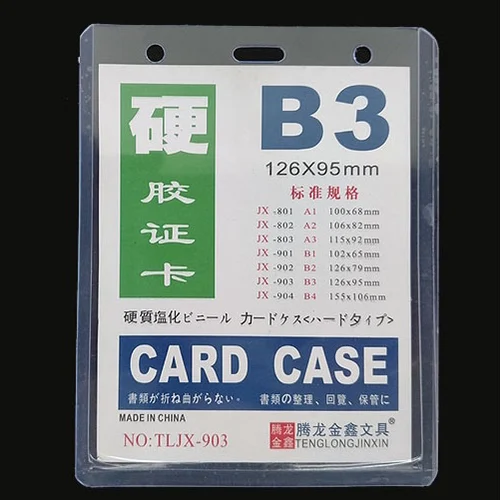 硬
胶
证
卡
B3
126X95mm
标准规格
JX -801 A1 100x68mm
JX -802 A2 106x82mm
JX -803 A3 115x92mm
JX -901 B1 102x65mm
JX -902 B2 126x79mm
JX -903 B3 126x95mm
JX -904 B4 155x106mm
硬質塩化ビニール カードケス<ハードタイプ>
CARD CASE
書類が折ね曲がらない。 書類の整理、回覽、保管に
MADE IN CHINA
NO:TLJX-903
腾龙金鑫
腾龙金鑫文具®
TENGLONGJINXIN